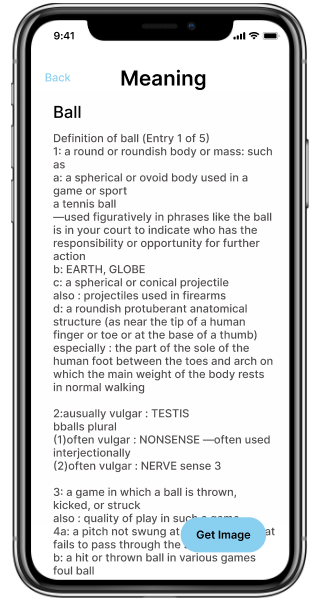 9:41
Back
Meaning
Ball
Definition of ball (Entry 1 of 5)
1: a round or roundish body or mass: such
as
a: a spherical or ovoid body used in a
game or sport
a tennis ball
—used figuratively in phrases like the ball
is in your court to indicate who has the
responsibility or opportunity for further
action
b: EARTH, GLOBE
c: a spherical or conical projectile
also : projectiles used in firearms
d: a roundish protuberant anatomical
structure (as near the tip of a human
finger or toe or at the base of a thumb)
especially : the part of the sole of the
human foot between the toes and arch on
which the main weight of the body rests
in normal walking
2:ausually vulgar : TESTIS
bballs plural
(1)often vulgar : NONSENSE —often used
interjectionally
(2)often vulgar : NERVE sense 3
3: a game in which a ball is thrown,
kicked, or struck
also : quality of play in such a game
4a: a pitch not swung at at
fails to pass through the
b: a hit or thrown ball in various games
foul ball
Get Image